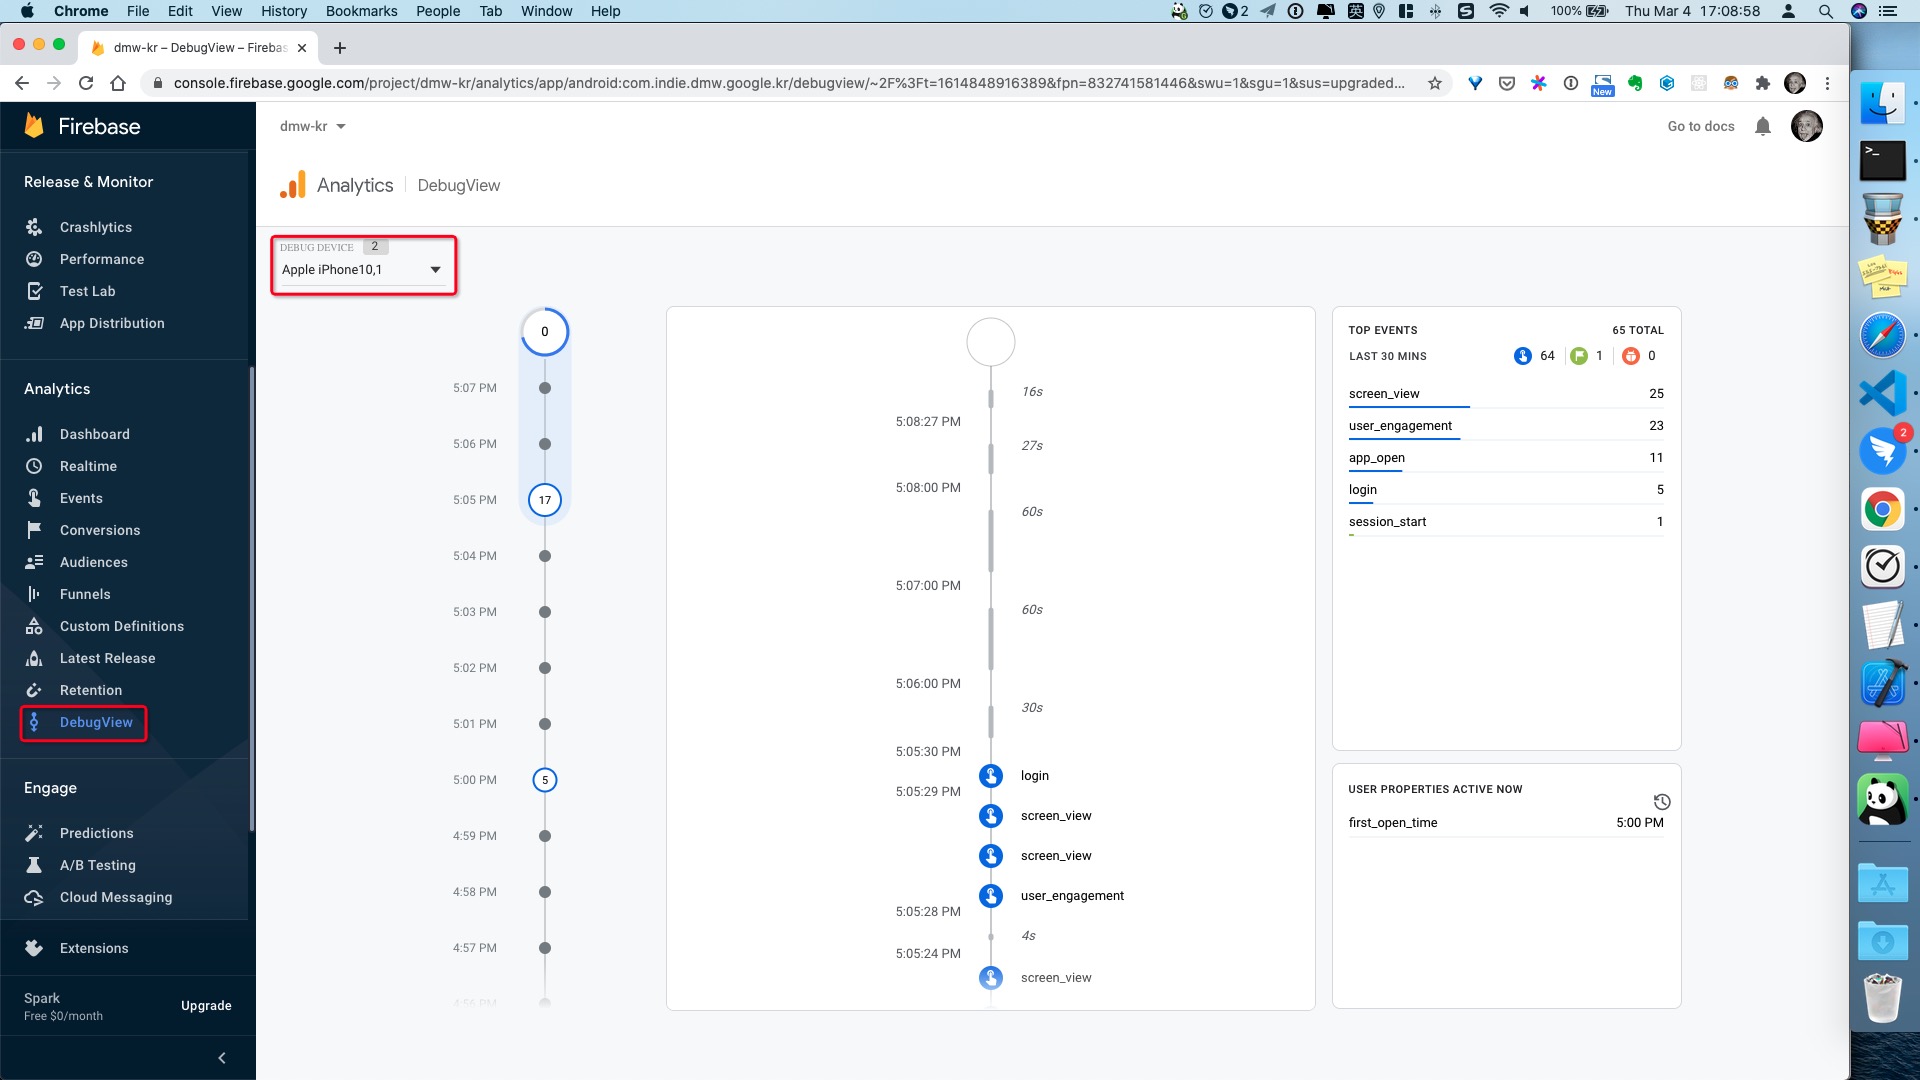 Chrome File Edit View History Bookmarks People Tab Window Help 2 英 100% Thu Mar 4 17:08:58
dmw-kr – DebugView – Firebas
console.firebase.google.com/project/dmw-kr/analytics/app/android:com.indie.dmw.google.kr/debugview/~2F%3Ft=1614848916389&fpn=832741581446&swu=1&sgu=1&sus=upgraded...
New
Firebase
Release & Monitor
Crashlytics
Performance
Test Lab
App Distribution
Analytics
Dashboard
Realtime
Events
Conversions
Audiences
Funnels
Custom Definitions
Latest Release
Retention
DebugView
Engage
Predictions
A/B Testing
Cloud Messaging
Extensions
Spark
Free $0/month
Upgrade
dmw-kr
Go to docs
Analytics DebugView
DEBUG DEVICE 2
Apple iPhone10,1
0
5:07 PM
5:06 PM
5:05 PM 17
5:04 PM
5:03 PM
5:02 PM
5:01 PM
5:00 PM 5
4:59 PM
4:58 PM
4:57 PM
4:56 PM
16s
5:08:27 PM
27s
5:08:00 PM
60s
5:07:00 PM
60s
5:06:00 PM
30s
5:05:30 PM
login
5:05:29 PM
screen_view
screen_view
user_engagement
5:05:28 PM
4s
5:05:24 PM
screen_view
TOP EVENTS 65 TOTAL
LAST 30 MINS 64 1 0
screen_view 25
user_engagement 23
app_open 11
login 5
session_start 1
USER PROPERTIES ACTIVE NOW
first_open_time 5:00 PM
2